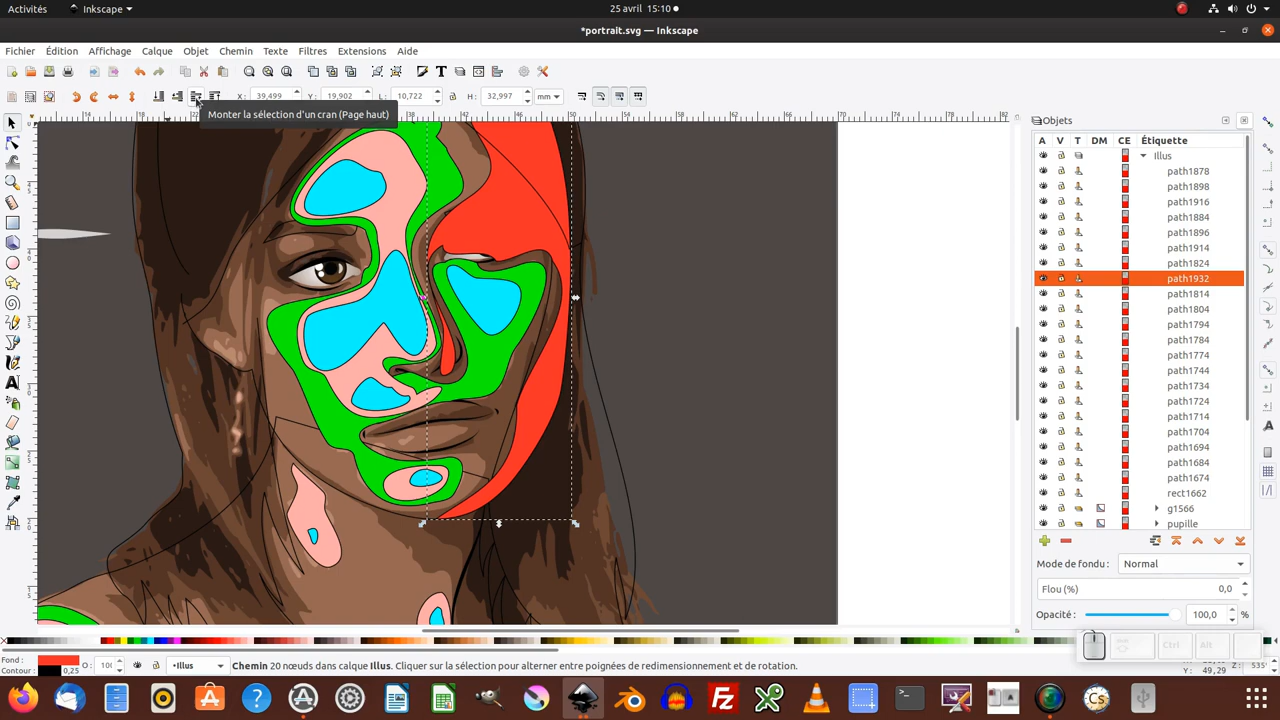 Activités
Inkscape
25 avril 15:10
*portrait.svg — Inkscape
Fichier Édition Affichage Calque Objet Chemin Texte Filtres Extensions Aide
X : 39,499 Y : 19,902 L : 10,722 H : 32,997 mm
Monter la sélection d'un cran (Page haut)
Objets
A V T DM CE Étiquette
Illus
path1878
path1898
path1916
path1884
path1896
path1914
path1824
path1932
path1814
path1804
path1794
path1784
path1774
path1744
path1734
path1724
path1714
path1704
path1694
path1684
path1674
rect1662
g1566
pupille
Mode de fondu : Normal
Flou (%) 0,0
Opacité : 100,0 %
Ctrl Alt
Fond :
Contour : 0,25
O :
•Illus
Chemin 20 nœuds dans calque Illus. Cliquer sur la sélection pour alterner entre poignées de redimensionnement et de rotation.
Y : 49,29
Z :